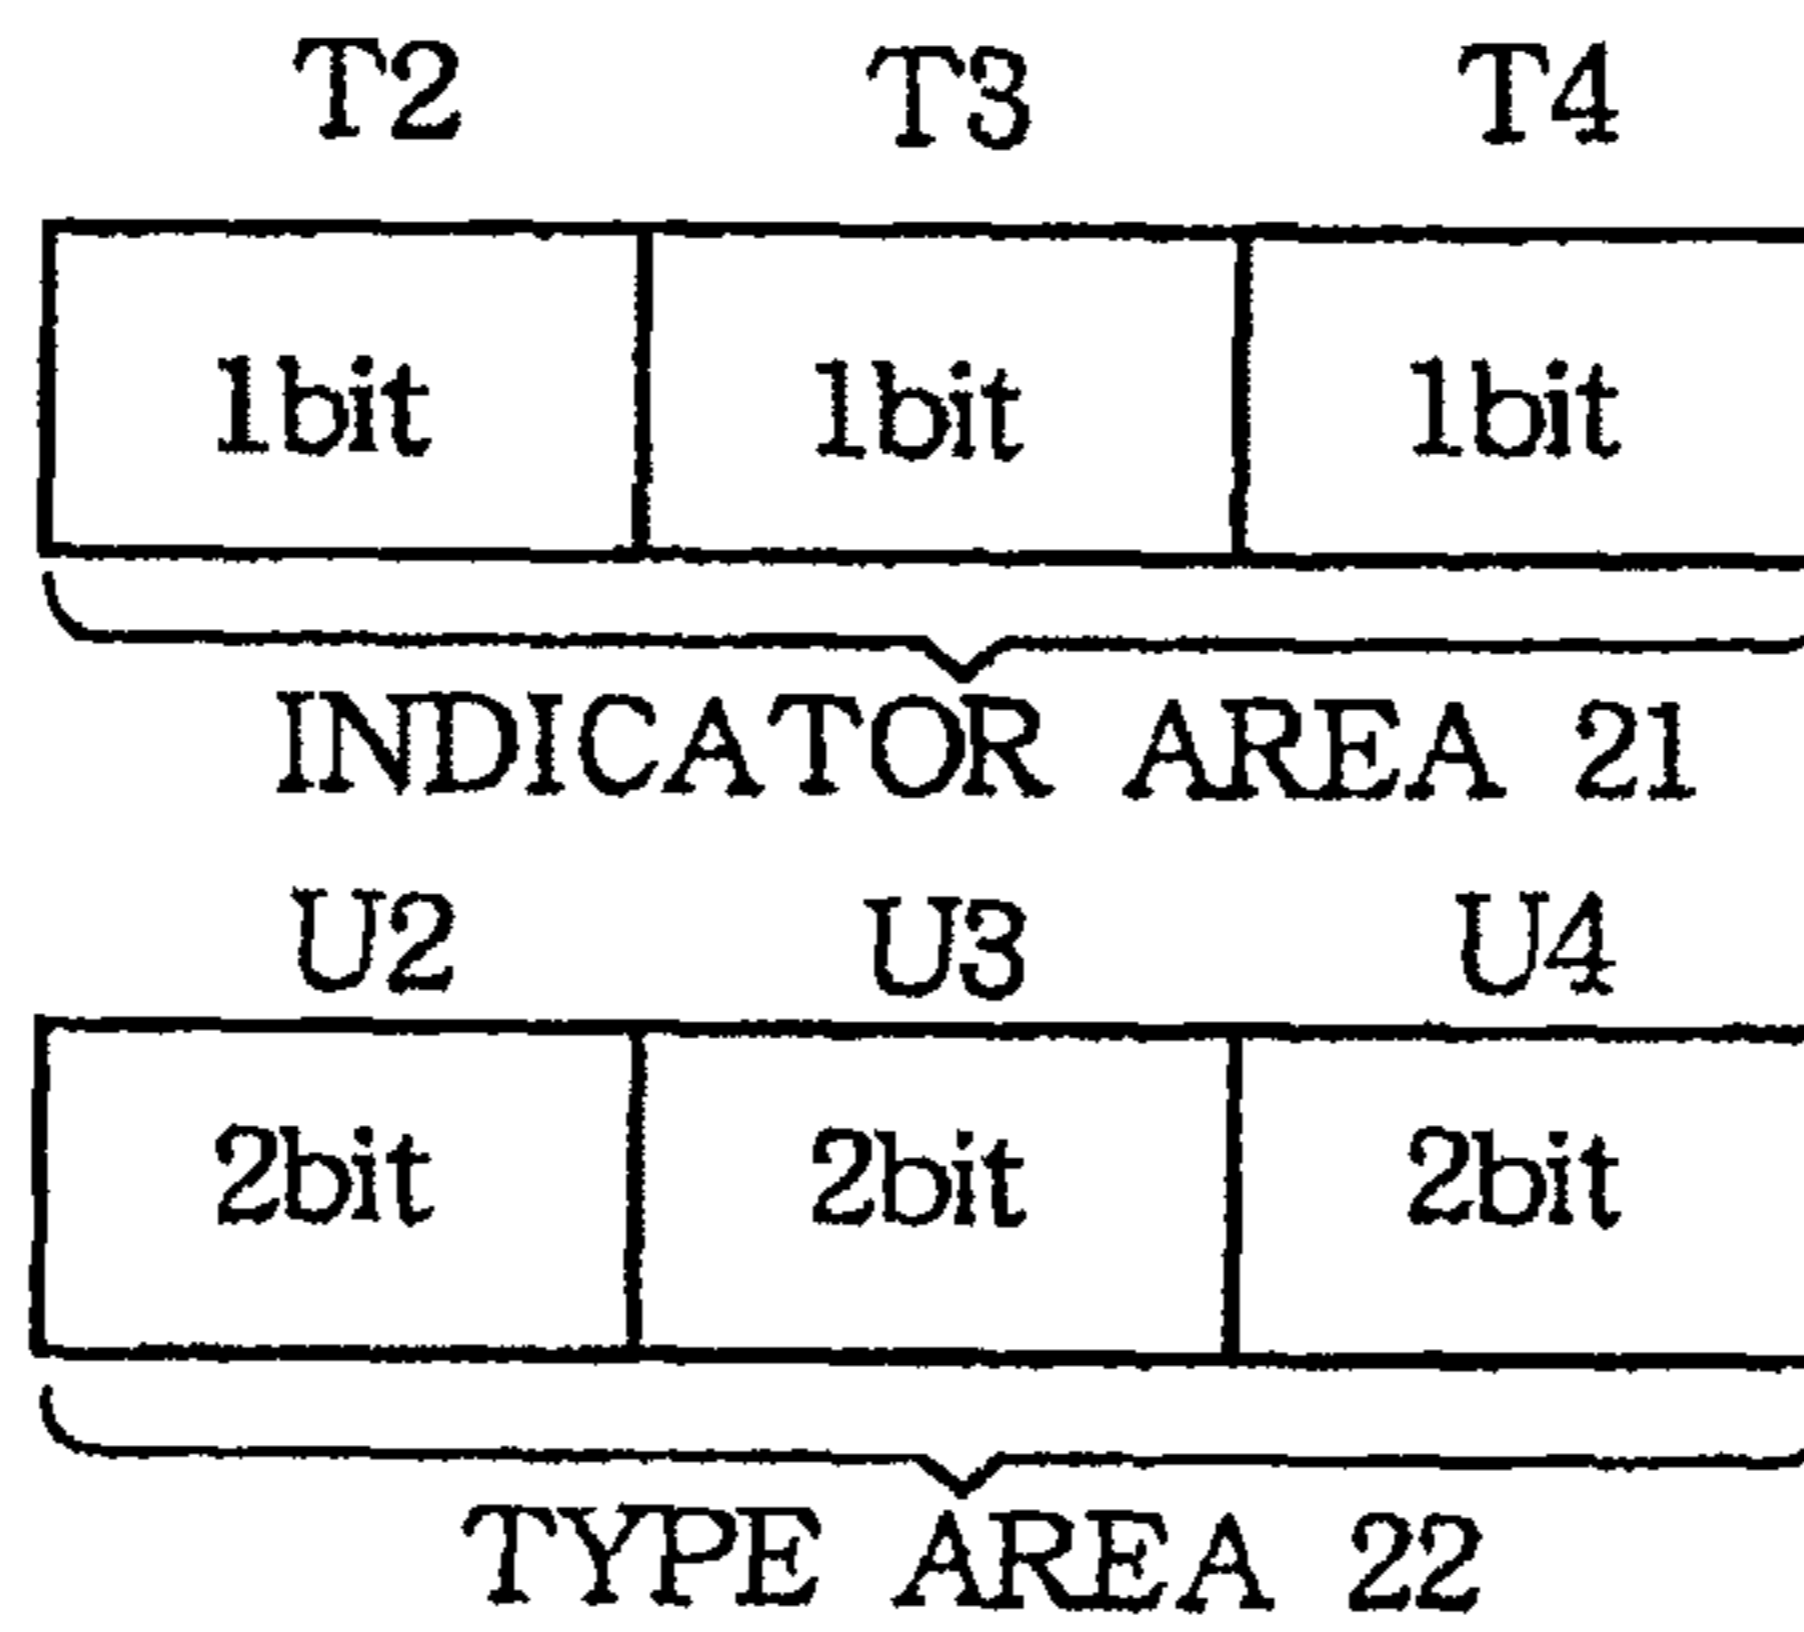 T2 T3 T4
1bit 1bit 1bit
INDICATOR AREA 21
U2 U3 U4
2bit 2bit 2bit
TYPE AREA 22